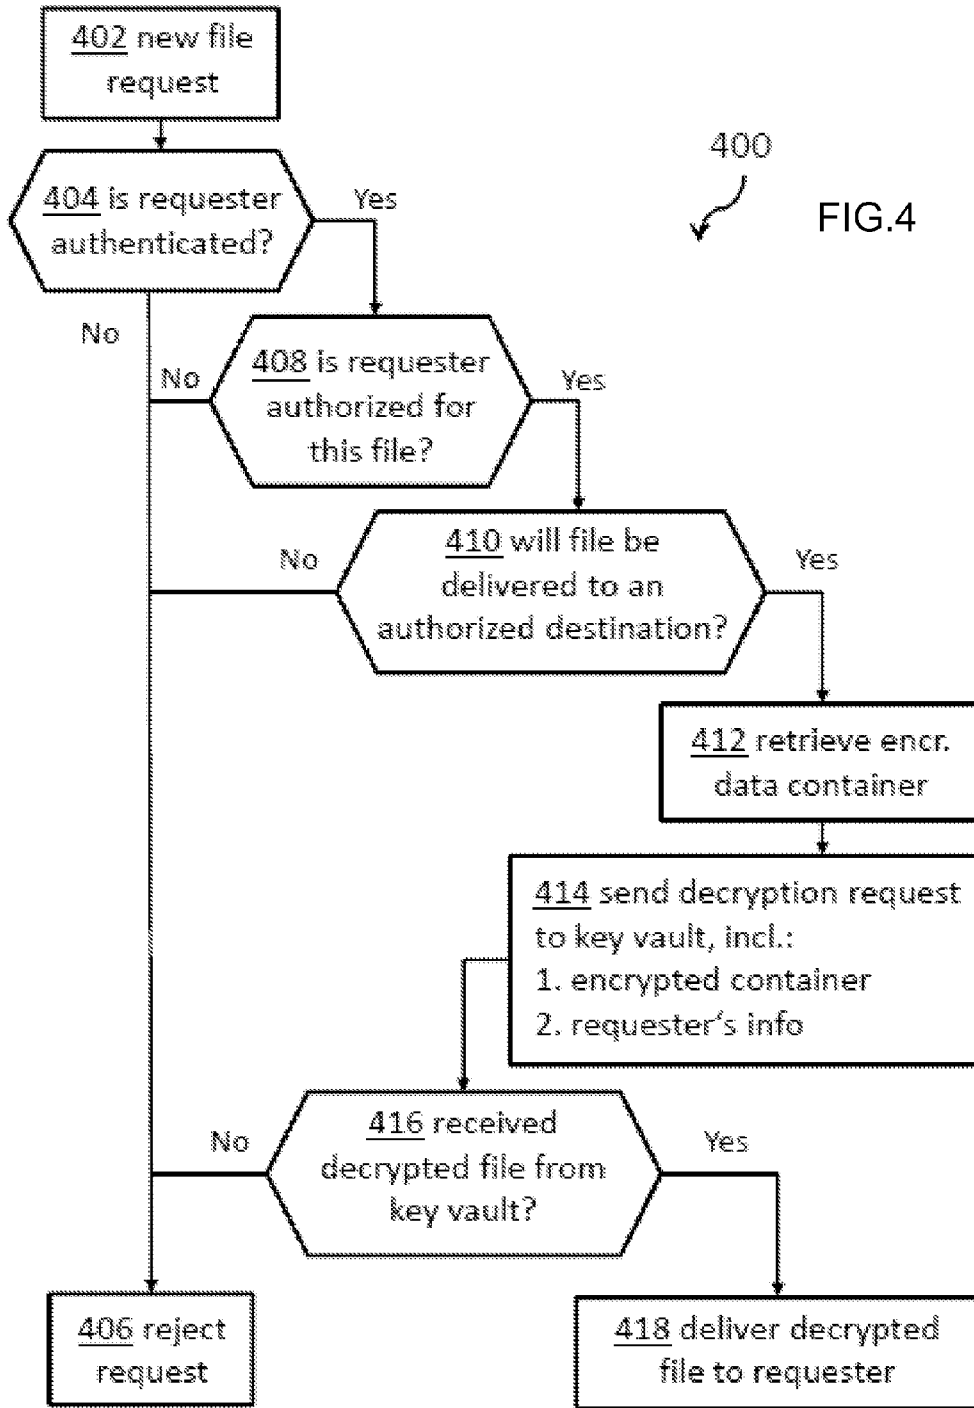 402 new file
request
400
FIG.4
404 is requester
authenticated?
Yes
No
408 is requester
authorized for
this file?
No
Yes
410 will file be
delivered to an
authorized destination?
No
Yes
412 retrieve encr.
data container
414 send decryption request
to key vault, incl.:
1. encrypted container
2. requester's info
416 received
decrypted file from
key vault?
No
Yes
406 reject
request
418 deliver decrypted
file to requester